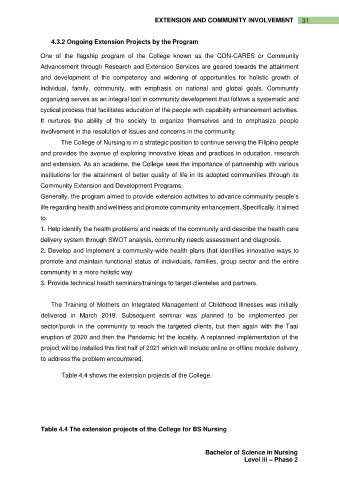 EXTENSION AND COMMUNITY INVOLVEMENT 31
4.3.2 Ongoing Extension Projects by the Program
One of the flagship program of the College known as the CON-CARES or Community
Advancement through Research and Extension Services are geared towards the attainment
and development of the competency and widening of opportunities for holistic growth of
individual, family, community, with emphasis on national and global goals. Community
organizing serves as an integral tool in community development that follows a systematic and
cyclical process that facilitates education of the people with capability enhancement activities.
It nurtures the ability of the society to organize themselves and to emphasize people
involvement in the resolution of issues and concerns in the community.
The College of Nursing is in a strategic position to continue serving the Filipino people
and provides the avenue of exploring innovative ideas and practices in education, research
and extension. As an academe, the College sees the importance of partnership with various
institutions for the attainment of better quality of life in its adopted communities through its
Community Extension and Development Programs.
Generally, the program aimed to provide extension activities to advance community people's
life regarding health and wellness and promote community enhancement. Specifically, it aimed
to:
1. Help identify the health problems and needs of the community and describe the health care
delivery system through SWOT analysis, community needs assessment and diagnosis.
2. Develop and implement a community-wide health plans that identifies innovative ways to
promote and maintain functional status of individuals, families, group sector and the entire
community in a more holistic way
3. Provide technical health seminars/trainings to target clienteles and partners.
The Training of Mothers on Integrated Management of Childhood Illnesses was initially
delivered in March 2019. Subsequent seminar was planned to be implemented per
sector/purok in the community to reach the targeted clients, but then again with the Taal
eruption of 2020 and then the Pandemic hit the locality. A replanned implementation of the
project will be installed this first half of 2021 which will include online or offline module delivery
to address the problem encountered.
Table 4.4 shows the extension projects of the College.
Table 4.4 The extension projects of the College for BS Nursing
Bachelor of Science in Nursing
Level III – Phase 2